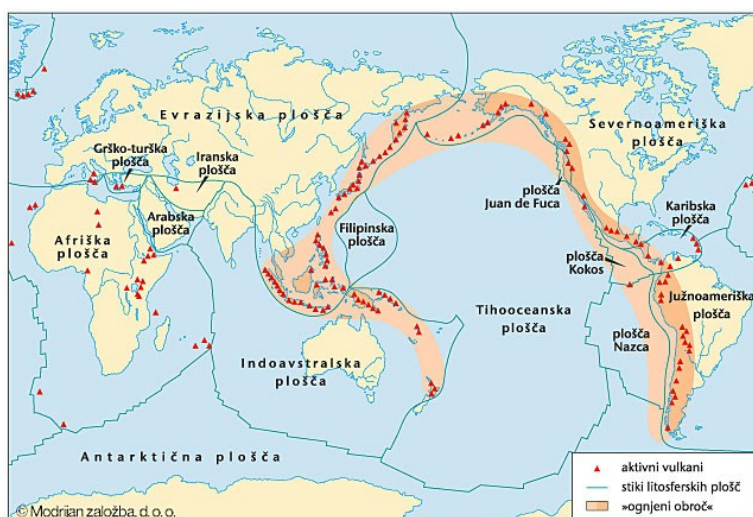 Evrazijska plošča
Severnoameriška
plošča
Grško-turška
plošča
Iranska
plošča
Arabska
plošča
Afriška
plošča
plošča
Juan de Fuca
Karibska
plošča
Filipinska
plošča
plošča
Kokos
Južnoameriška
plošča
Tihooceanska
plošča
plošča
Nazca
Indoavstralska
plošča
Antarktična plošča
aktivni vulkani
stiki litosferskih plošč
»ognjeni obroč«
© Modrijan založba, d. o. o.